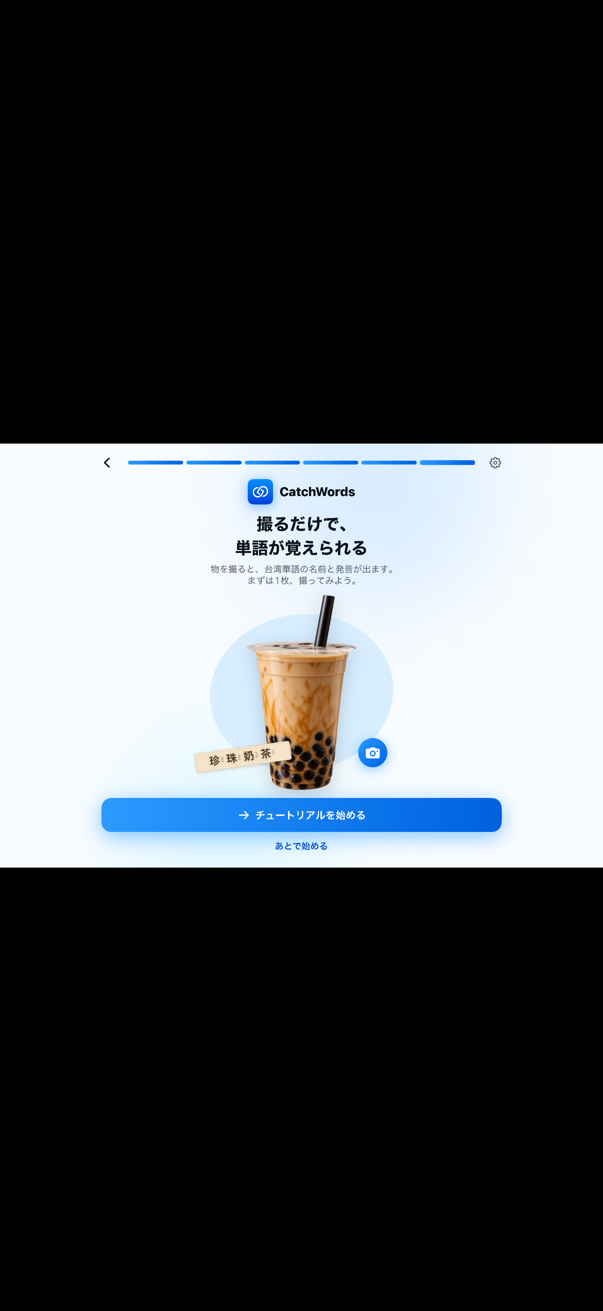 CatchWords
撮るだけで、
単語が覚えられる
物を撮ると、台湾華語の名前と発音が出ます。
まずは1枚、撮ってみよう。
珍珠奶茶
チュートリアルを始める
あとで始める